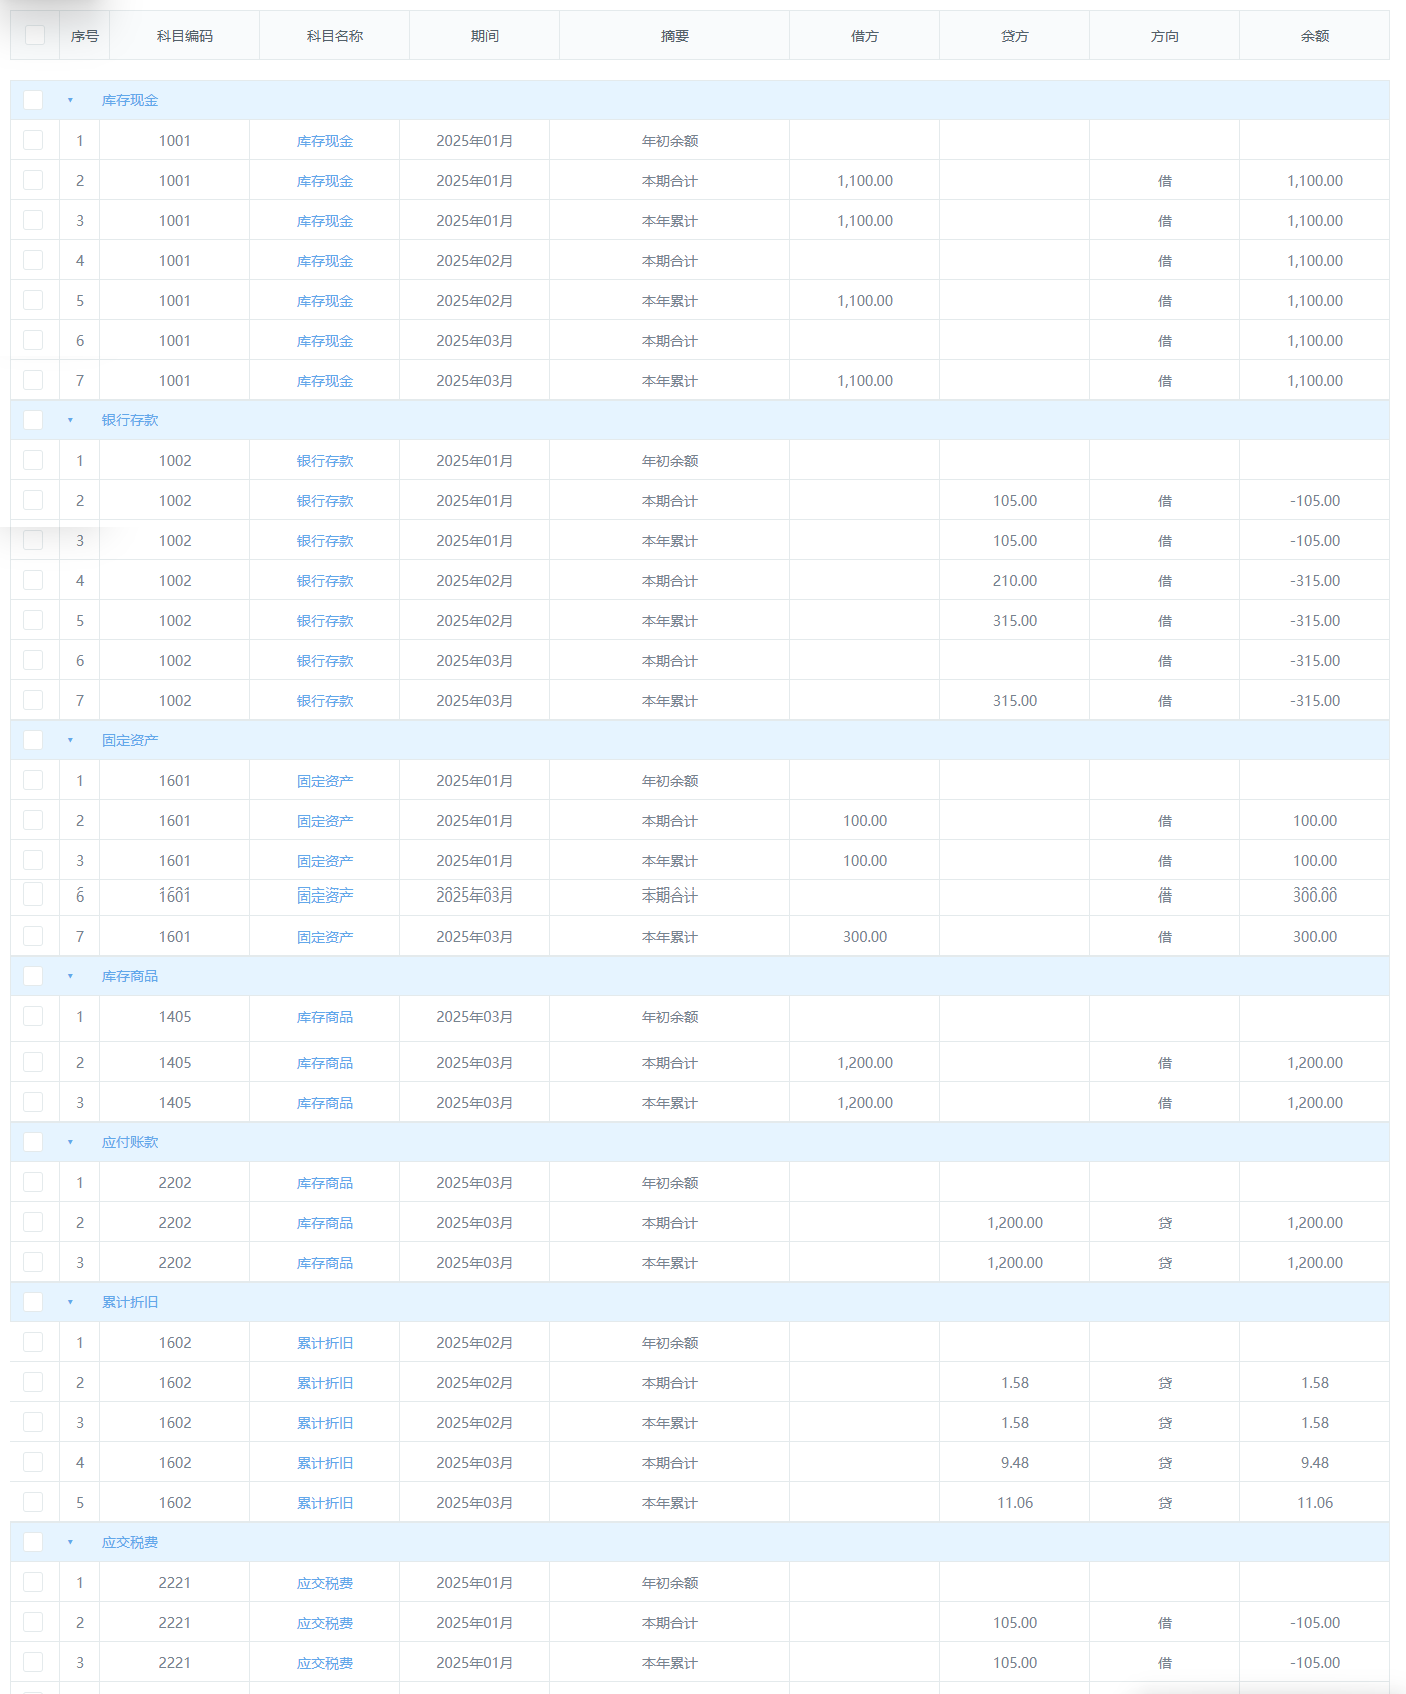 序号 科目编码 科目名称 期间 摘要 借方 贷方 方向 余额
库存现金
1 1001 库存现金 2025年01月 年初余额
2 1001 库存现金 2025年01月 本期合计 1,100.00 借 1,100.00
3 1001 库存现金 2025年01月 本年累计 1,100.00 借 1,100.00
4 1001 库存现金 2025年02月 本期合计 借 1,100.00
5 1001 库存现金 2025年02月 本年累计 1,100.00 借 1,100.00
6 1001 库存现金 2025年03月 本期合计 借 1,100.00
7 1001 库存现金 2025年03月 本年累计 1,100.00 借 1,100.00
银行存款
1 1002 银行存款 2025年01月 年初余额
2 1002 银行存款 2025年01月 本期合计 105.00 借 -105.00
3 1002 银行存款 2025年01月 本年累计 105.00 借 -105.00
4 1002 银行存款 2025年02月 本期合计 210.00 借 -315.00
5 1002 银行存款 2025年02月 本年累计 315.00 借 -315.00
6 1002 银行存款 2025年03月 本期合计 借 -315.00
7 1002 银行存款 2025年03月 本年累计 315.00 借 -315.00
固定资产
1 1601 固定资产 2025年01月 年初余额
2 1601 固定资产 2025年01月 本期合计 100.00 借 100.00
3 1601 固定资产 2025年01月 本年累计 100.00 借 100.00
6 1601 固定资产 2025年03月 本期合计 借 300.00
7 1601 固定资产 2025年03月 本年累计 300.00 借 300.00
库存商品
1 1405 库存商品 2025年03月 年初余额
2 1405 库存商品 2025年03月 本期合计 1,200.00 借 1,200.00
3 1405 库存商品 2025年03月 本年累计 1,200.00 借 1,200.00
应付账款
1 2202 库存商品 2025年03月 年初余额
2 2202 库存商品 2025年03月 本期合计 1,200.00 贷 1,200.00
3 2202 库存商品 2025年03月 本年累计 1,200.00 贷 1,200.00
累计折旧
1 1602 累计折旧 2025年02月 年初余额
2 1602 累计折旧 2025年02月 本期合计 1.58 贷 1.58
3 1602 累计折旧 2025年02月 本年累计 1.58 贷 1.58
4 1602 累计折旧 2025年03月 本期合计 9.48 贷 9.48
5 1602 累计折旧 2025年03月 本年累计 11.06 贷 11.06
应交税费
1 2221 应交税费 2025年01月 年初余额
2 2221 应交税费 2025年01月 本期合计 105.00 借 -105.00
3 2221 应交税费 2025年01月 本年累计 105.00 借 -105.00